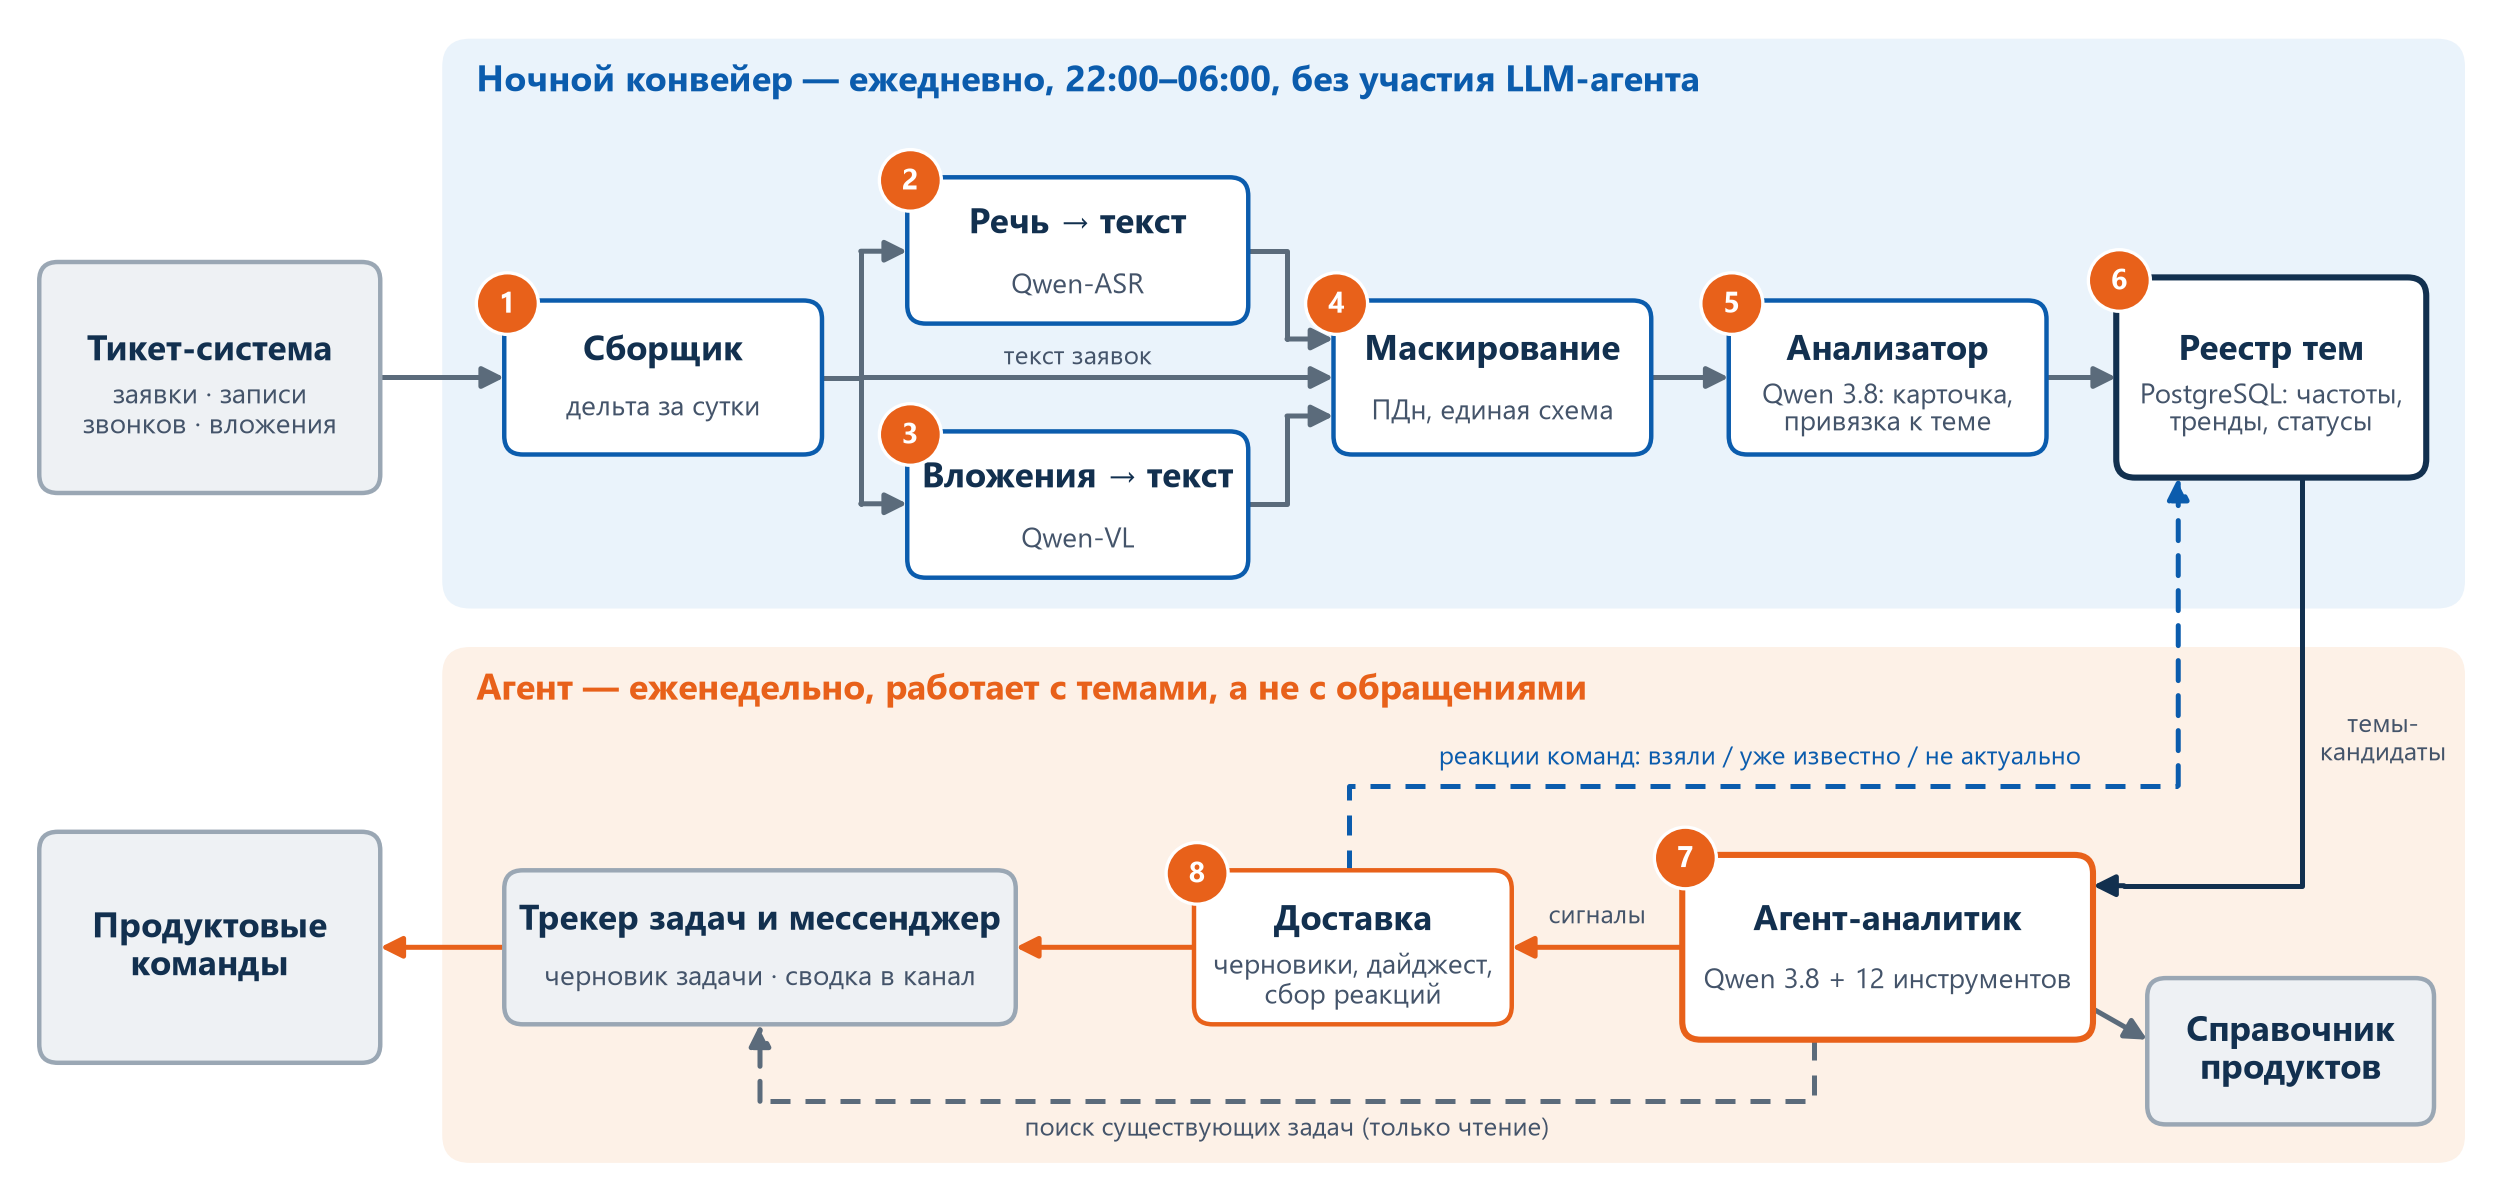 Ночной конвейер — ежедневно, 22:00–06:00, без участия LLM-агента
Тикет-система
заявки · записи
звонков · вложения
1
Сборщик
дельта за сутки
2
Речь → текст
Qwen-ASR
текст заявок
3
Вложения → текст
Qwen-VL
4
Маскирование
ПДн, единая схема
5
Анализатор
Qwen 3.8: карточка,
привязка к теме
6
Реестр тем
PostgreSQL: частоты,
тренды, статусы
Агент — еженедельно, работает с темами, а не с обращениями
темы-
кандидаты
реакции команд: взяли / уже известно / не актуально
Продуктовые
команды
Трекер задач и мессенджер
черновик задачи · сводка в канал
8
Доставка
черновики, дайджест,
сбор реакций
сигналы
7
Агент-аналитик
Qwen 3.8 + 12 инструментов
Справочник
продуктов
поиск существующих задач (только чтение)